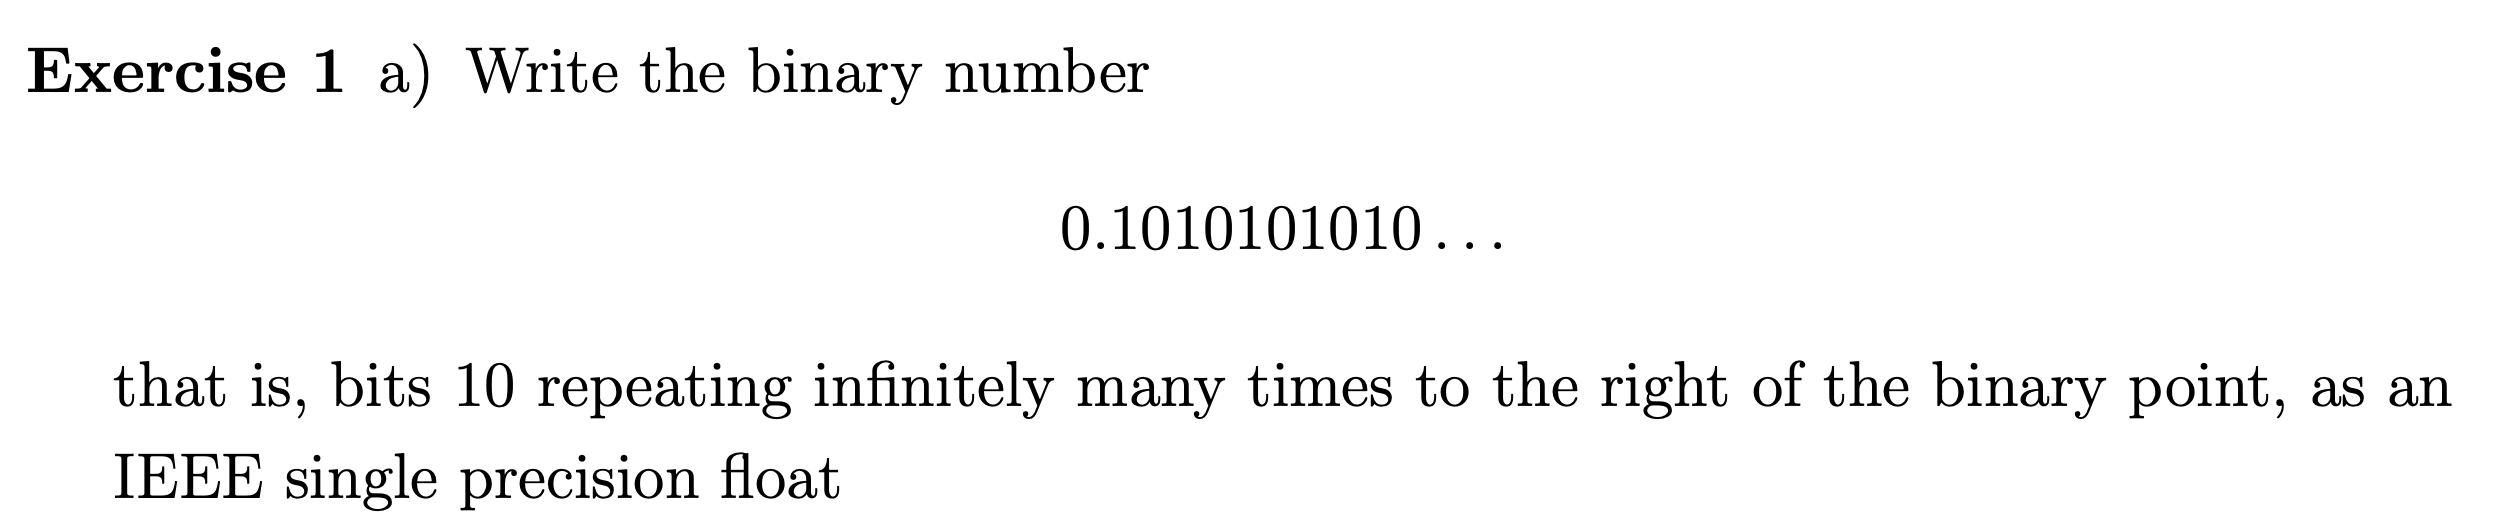 Exercise 1 a) Write the binary number
0.1010101010...
that is, bits 10 repeating infinitely many times to the right of the binary point, as an
IEEE single precision float